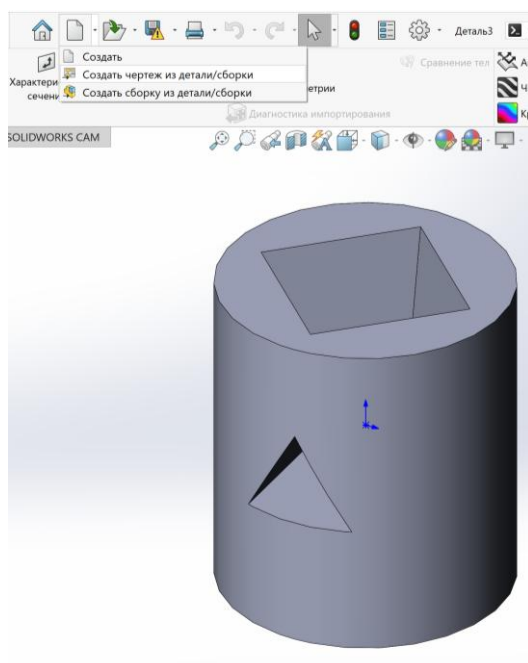 Деталь3
Создать
Создать чертеж из детали/сборки
Создать сборку из детали/сборки
Сравнение тел
Характери
сечени
етрии
Диагностика импортирования
SOLIDWORKS CAM